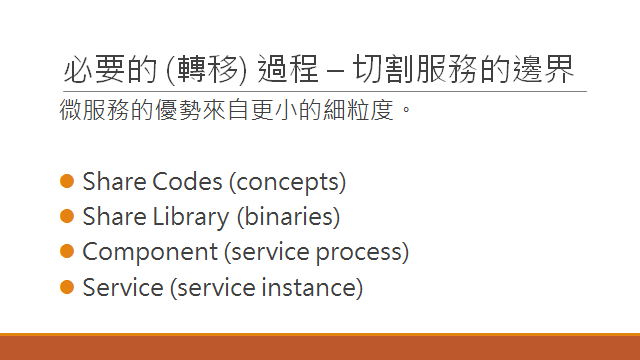 必要的 (轉移) 過程 – 切割服務的邊界
微服務的優勢來自更小的細粒度。
Share Codes (concepts)
Share Library (binaries)
Component (service process)
Service (service instance)